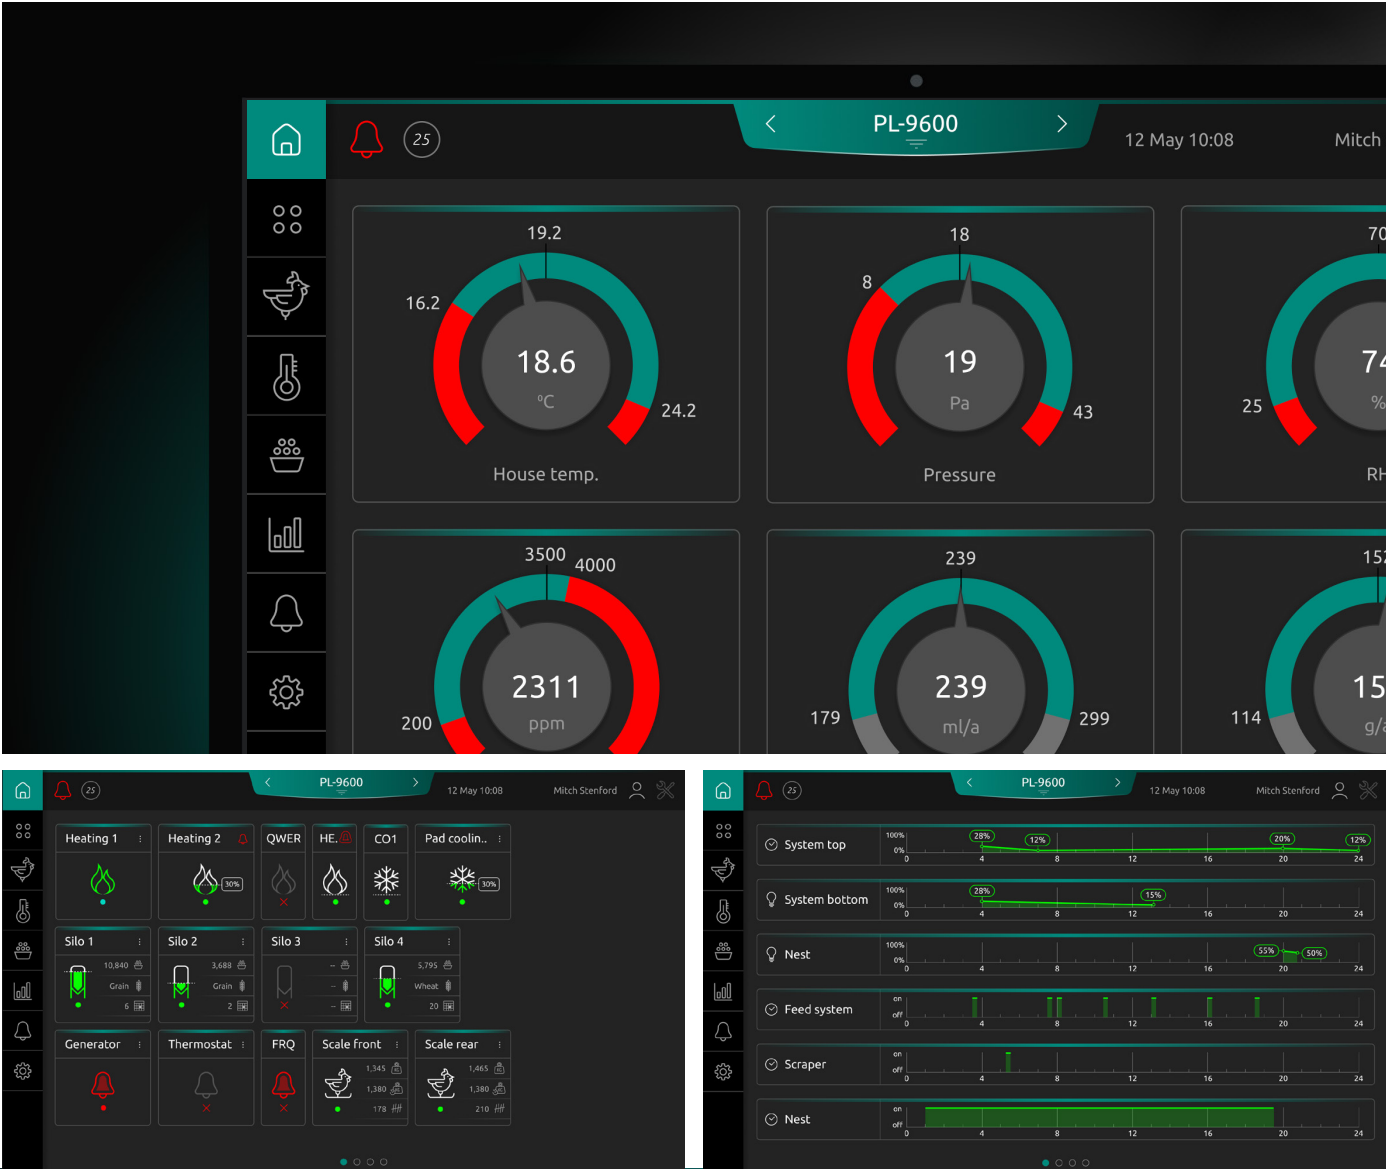 25
PL-9600
12 May 10:08
Mitch
19.2
16.2
18.6
°C
24.2
House temp.
18
8
19
Pa
43
Pressure
70
25
74
%
RH
3500
4000
200
2311
ppm
239
179
239
ml/a
299
152
114
15
g/a
25
PL-9600
12 May 10:08
Mitch Stenford
Heating 1
Heating 2
QWER
HE.
CO1
Pad coolin..
30%
30%
Silo 1
Silo 2
Silo 3
Silo 4
10,840
3,688
–
5,795
Grain
Grain
–
Wheat
6
2
–
20
Generator
Thermostat
FRQ
Scale front
Scale rear
1,345
1,465
1,380
1,380
178
210
25
PL-9600
12 May 10:08
Mitch Stenford
System top
100%
0%
28%
12%
20%
12%
0 4 8 12 16 20 24
System bottom
100%
0%
28%
15%
0 4 8 12 16 20 24
Nest
100%
0%
55%
50%
0 4 8 12 16 20 24
Feed system
on
off
0 4 8 12 16 20 24
Scraper
on
off
0 4 8 12 16 20 24
Nest
on
off
0 4 8 12 16 20 24